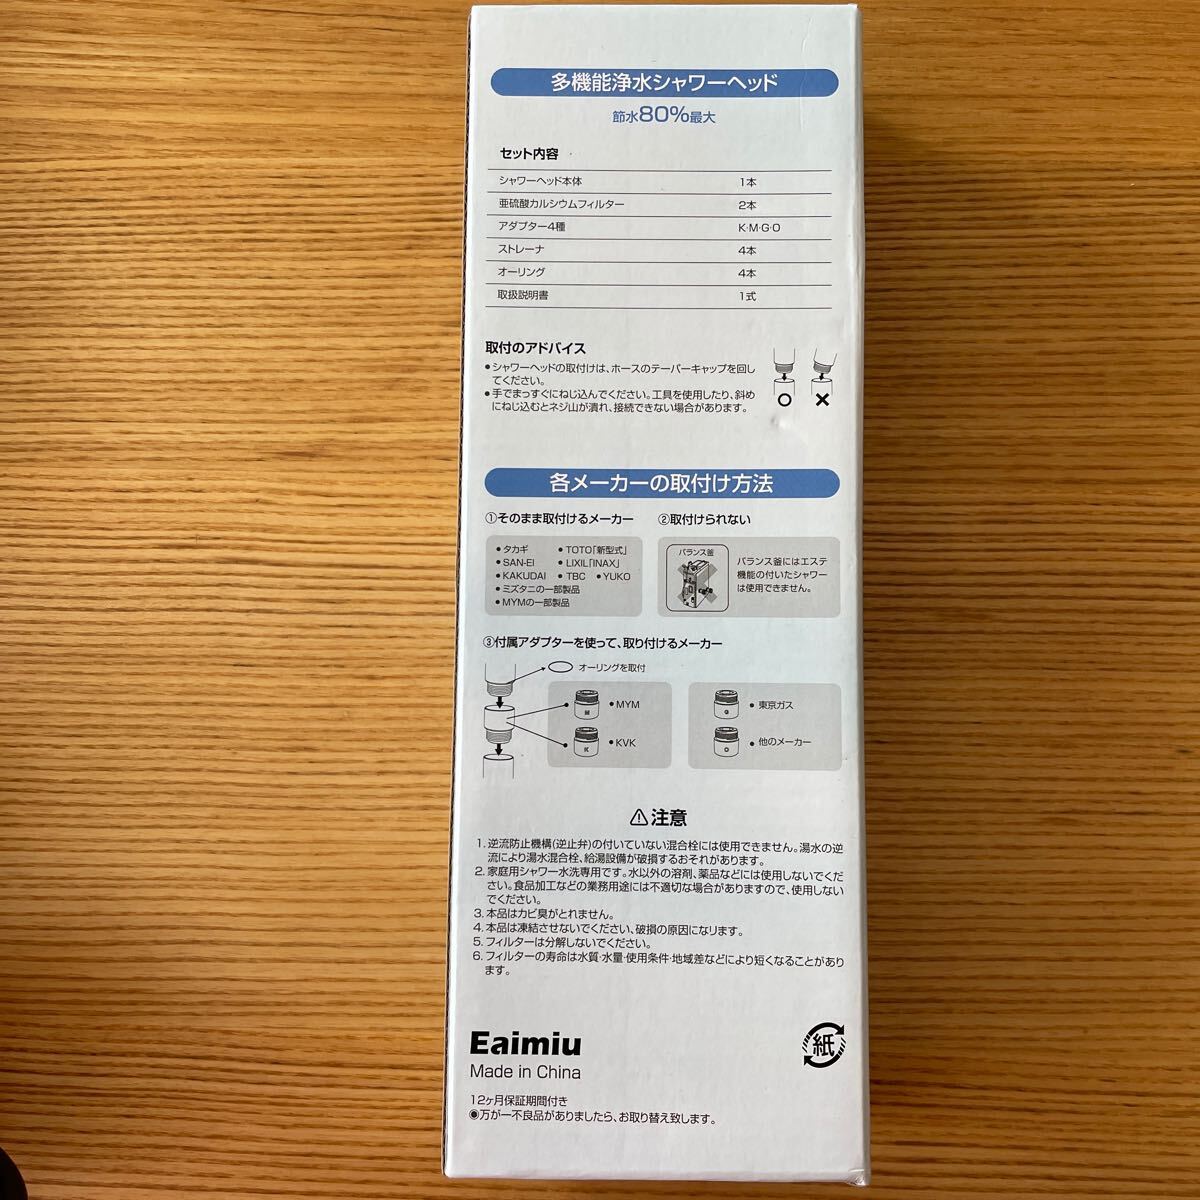 多機能浄水シャワーヘッド
節水80%最大
セット内容
シャワーヘッド本体 1本
亜硫酸カルシウムフィルター 2本
アダプター4種 K·M·G·O
ストレーナ 4本
オーリング 4本
取扱説明書 1式
取付のアドバイス
●シャワーヘッドの取付けは、ホースのテーパーキャップを回し
てください。
●手でまっすぐにねじ込んでください。工具を使用したり、斜め
にねじ込むとネジ山が潰れ、接続できない場合があります。
各メーカーの取付け方法
①そのまま取付けるメーカー ②取付けられない
●タカギ ●TOTO「新型式」
●SAN-EI ●LIXIL「INAX」
●KAKUDAI ●TBC ●YUKO
●ミズタニの一部製品
●MYMの一部製品
バランス釜
バランス釜にはエステ
機能の付いたシャワー
は使用できません。
③付属アダプターを使って、取り付けるメーカー
オーリングを取付
M ●MYM
K ●KVK
G ●東京ガス
O ●他のメーカー
⚠注意
1. 逆流防止機構(逆止弁)の付いていない混合栓には使用できません。湯水の逆
流により湯水混合栓、給湯設備が破損するおそれがあります。
2. 家庭用シャワー水洗専用です。水以外の溶剤、薬品などには使用しないでくだ
さい。食品加工などの業務用途には不適切な場合がありますので、使用しない
でください。
3. 本品はカビ臭がとれません。
4. 本品は凍結させないでください、破損の原因になります。
5. フィルターは分解しないでください。
6. フィルターの寿命は水質·水量·使用条件·地域差などにより短くなることがあり
ます。
Eaimiu
Made in China
紙
12ヶ月保証期間付き
◉万が一不良品がありましたら、お取り替え致します。